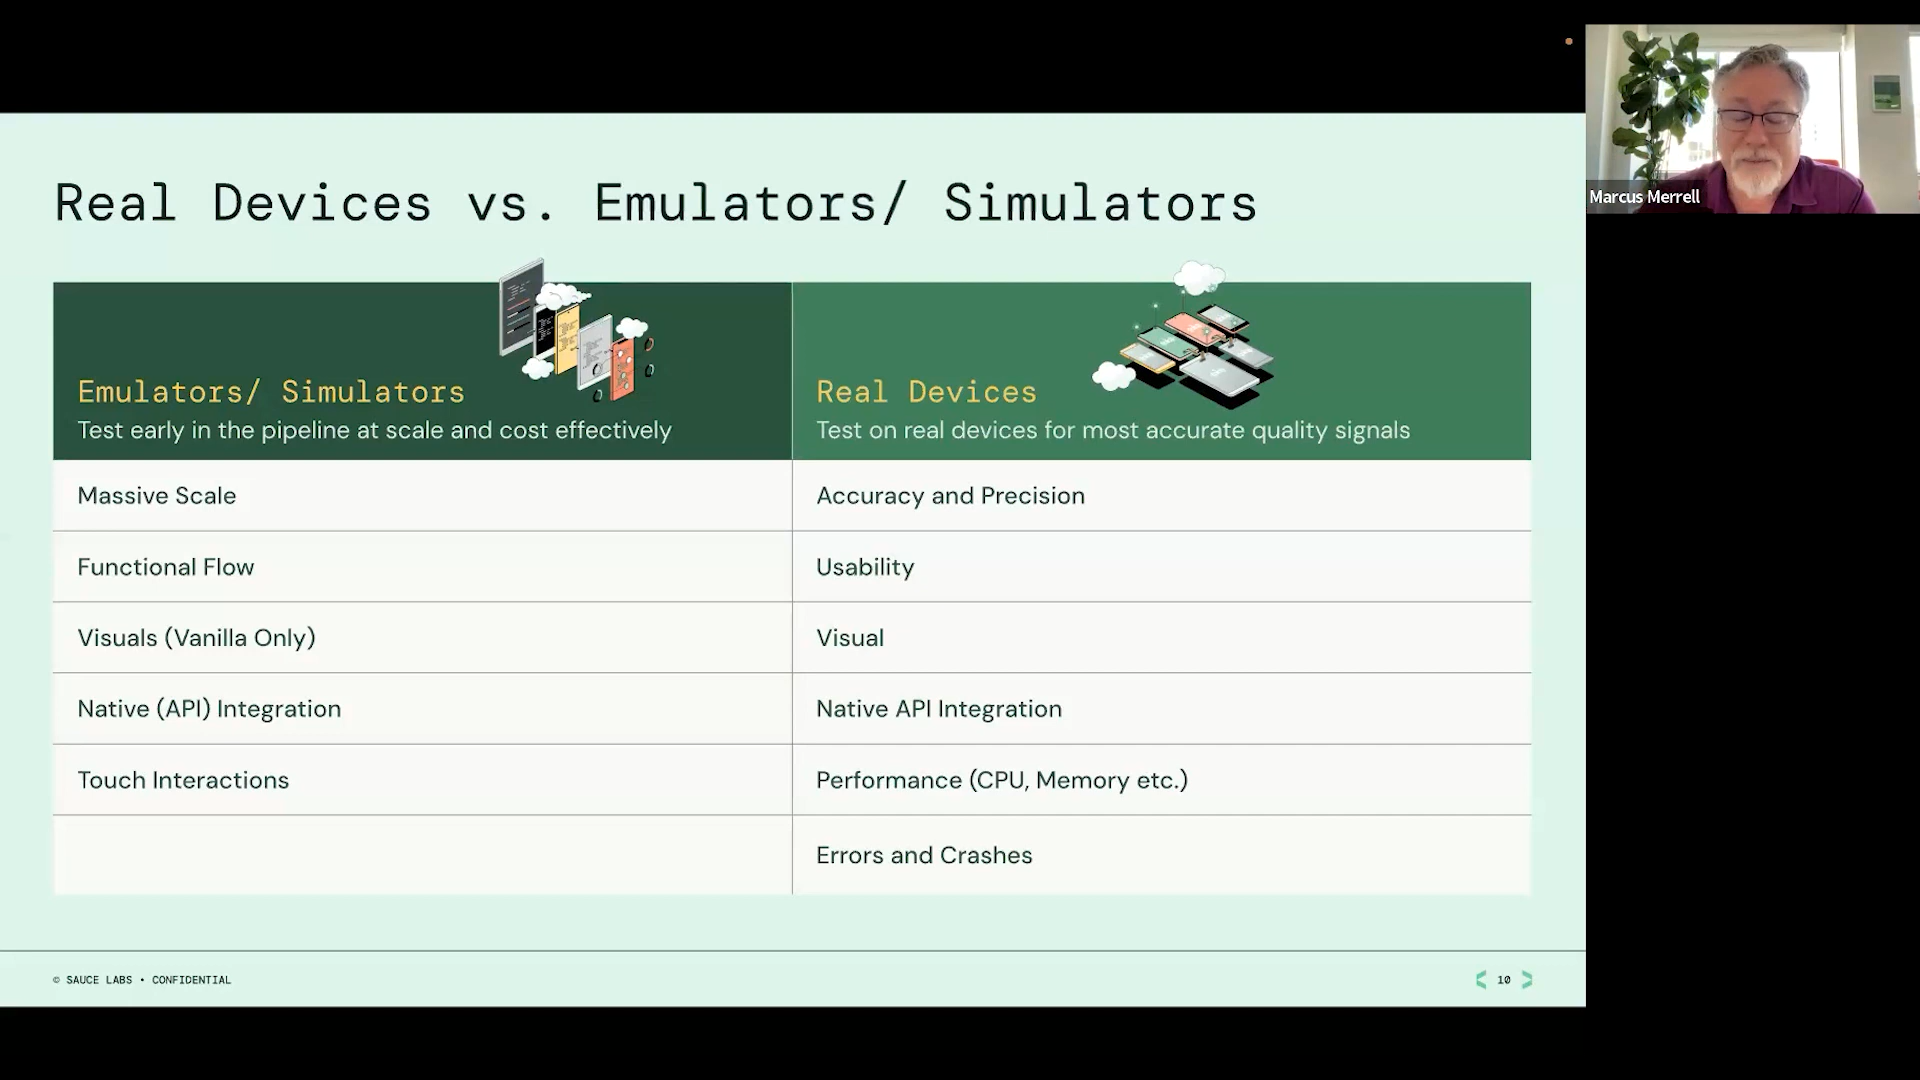 Marcus Merrell
Real Devices vs. Emulators/ Simulators
Emulators/ Simulators
Test early in the pipeline at scale and cost effectively
Real Devices
Test on real devices for most accurate quality signals
Massive Scale
Accuracy and Precision
Functional Flow
Usability
Visuals (Vanilla Only)
Visual
Native (API) Integration
Native API Integration
Touch Interactions
Performance (CPU, Memory etc.)
Errors and Crashes
© SAUCE LABS • CONFIDENTIAL
< 10 >